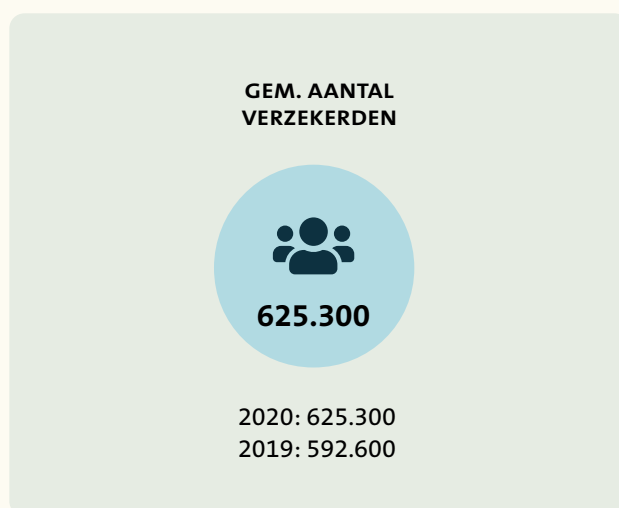 GEM. AANTAL
VERZEKERDEN
625.300
2020: 625.300
2019: 592.600